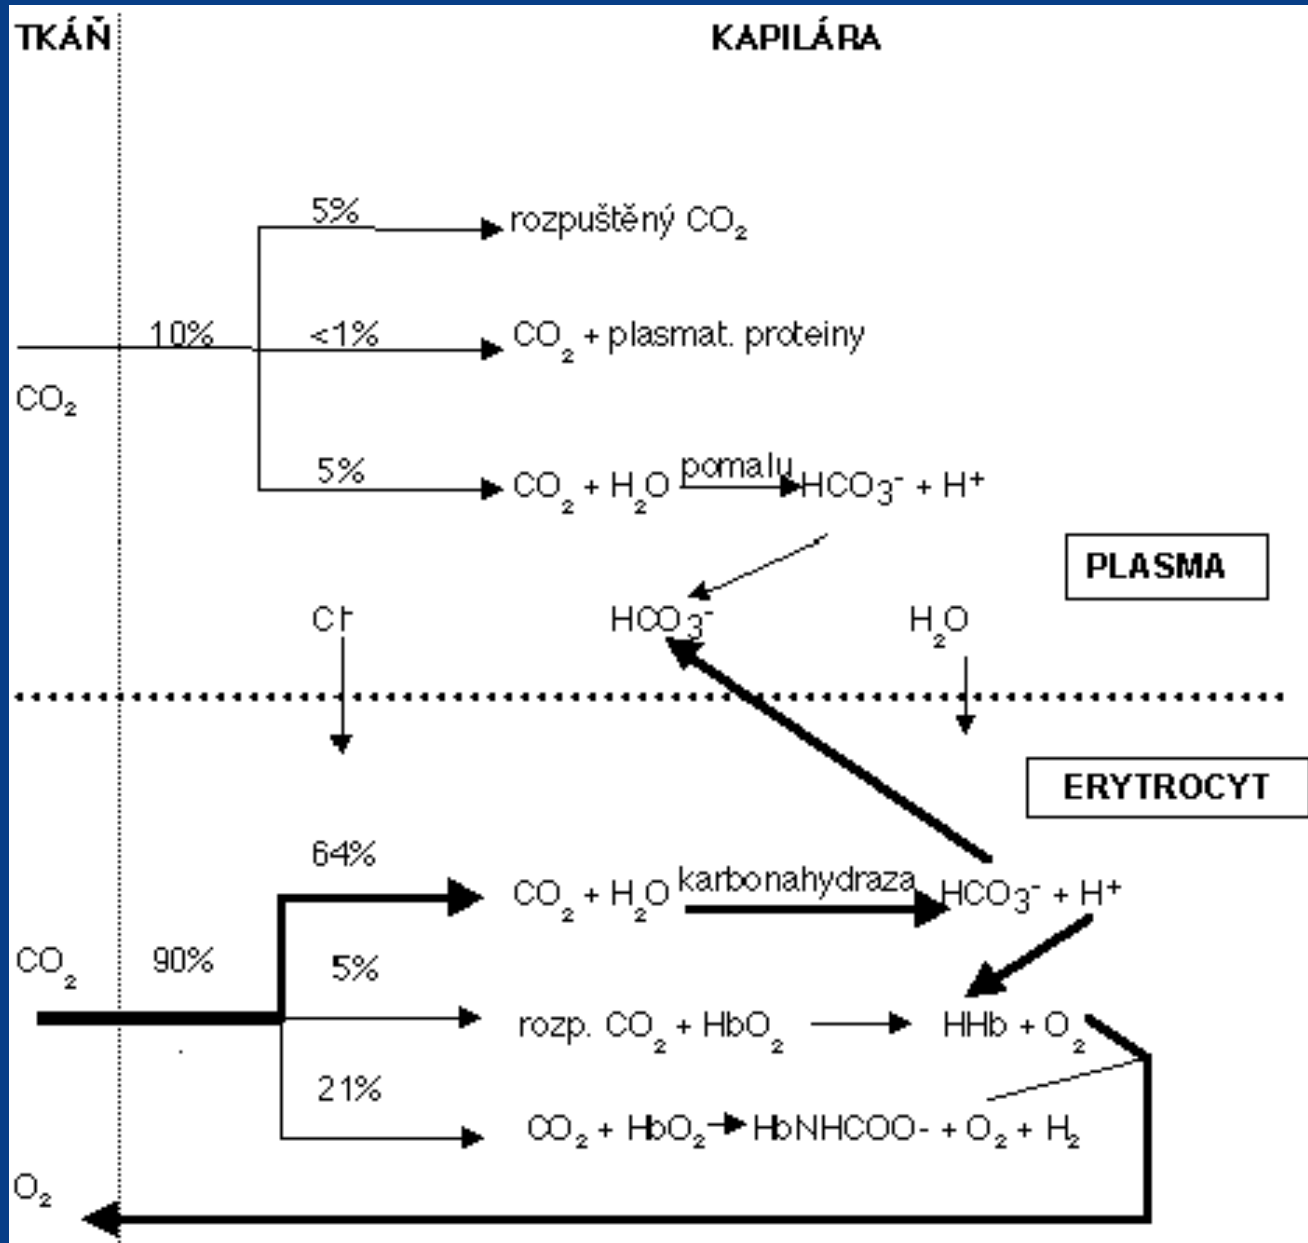 TKÁŇ KAPILÁRA
5% rozpuštěný CO₂
10% <1% CO₂ + plasmat. proteiny
CO₂
5% CO₂ + H₂O pomalu HCO₃⁻ + H⁺
PLASMA
Cl⁻ HCO₃⁻ H₂O
ERYTROCYT
64% CO₂ + H₂O karbonahydraza HCO₃⁻ + H⁺
CO₂ 90% 5%
rozp. CO₂ + HbO₂ HHb + O₂
21%
CO₂ + HbO₂ HbNHCOO- + O₂ + H₂
O₂